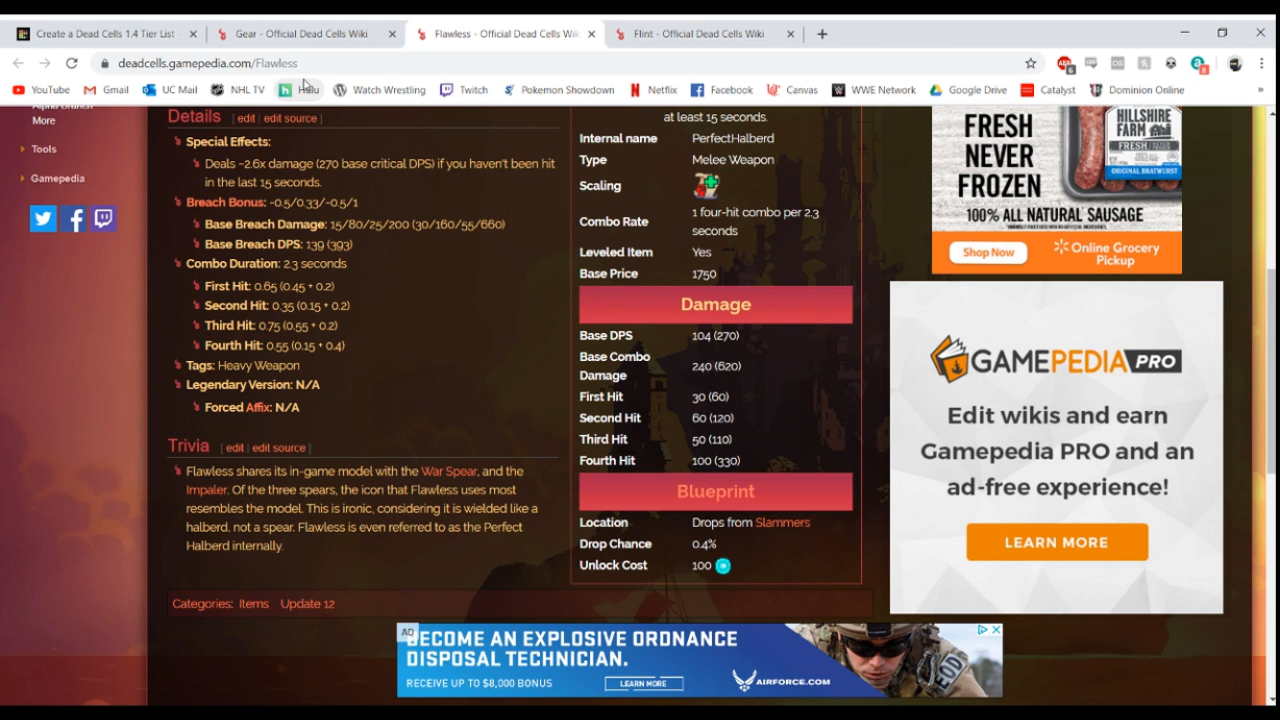 Create a Dead Cells 1.4 Tier List
Gear - Official Dead Cells Wiki
Flawless - Official Dead Cells Wiki
Flint - Official Dead Cells Wiki
deadcells.gamepedia.com/Flawless
YouTube
Gmail
UC Mail
NHL TV
Hulu
Watch Wrestling
Twitch
Pokemon Showdown
Netflix
Facebook
Canvas
WWE Network
Google Drive
Catalyst
Dominion Online
»
More
Tools
Gamepedia
Details | edit | edit source |
Special Effects:
Deals ~2.6x damage (270 base critical DPS) if you haven't been hit
in the last 15 seconds.
Breach Bonus: -0.5/0.33/-0.5/1
Base Breach Damage: 15/80/25/200 (30/160/55/660)
Base Breach DPS: 139 (393)
Combo Duration: 2.3 seconds
First Hit: 0.65 (0.45 + 0.2)
Second Hit: 0.35 (0.15 + 0.2)
Third Hit: 0.75 (0.55 + 0.2)
Fourth Hit: 0.55 (0.15 + 0.4)
Tags: Heavy Weapon
Legendary Version: N/A
Forced Affix: N/A
Trivia | edit | edit source |
Flawless shares its in-game model with the War Spear, and the
Impaler. Of the three spears, the icon that Flawless uses most
resembles the model. This is ironic, considering it is wielded like a
halberd, not a spear. Flawless is even referred to as the Perfect
Halberd internally.
at least 15 seconds.
Internal name PerfectHalberd
Type Melee Weapon
Scaling
Combo Rate 1 four-hit combo per 2.3
seconds
Leveled Item Yes
Base Price 1750
Damage
Base DPS 104 (270)
Base Combo
Damage 240 (620)
First Hit 30 (60)
Second Hit 60 (120)
Third Hit 50 (110)
Fourth Hit 100 (330)
Blueprint
Location Drops from Slammers
Drop Chance 0.4%
Unlock Cost 100
Categories: Items Update 12
FRESH
NEVER
FROZEN
HILLSHIRE
FARM
FRESH
ORIGINAL BRATWURST
100% ALL NATURAL SAUSAGE
Shop Now
Online Grocery
Pickup
GAMEPEDIA PRO
Edit wikis and earn
Gamepedia PRO and an
ad-free experience!
LEARN MORE
AD
BECOME AN EXPLOSIVE ORDNANCE
DISPOSAL TECHNICIAN.
RECEIVE UP TO $8,000 BONUS
LEARN MORE
AIRFORCE.COM
EOD